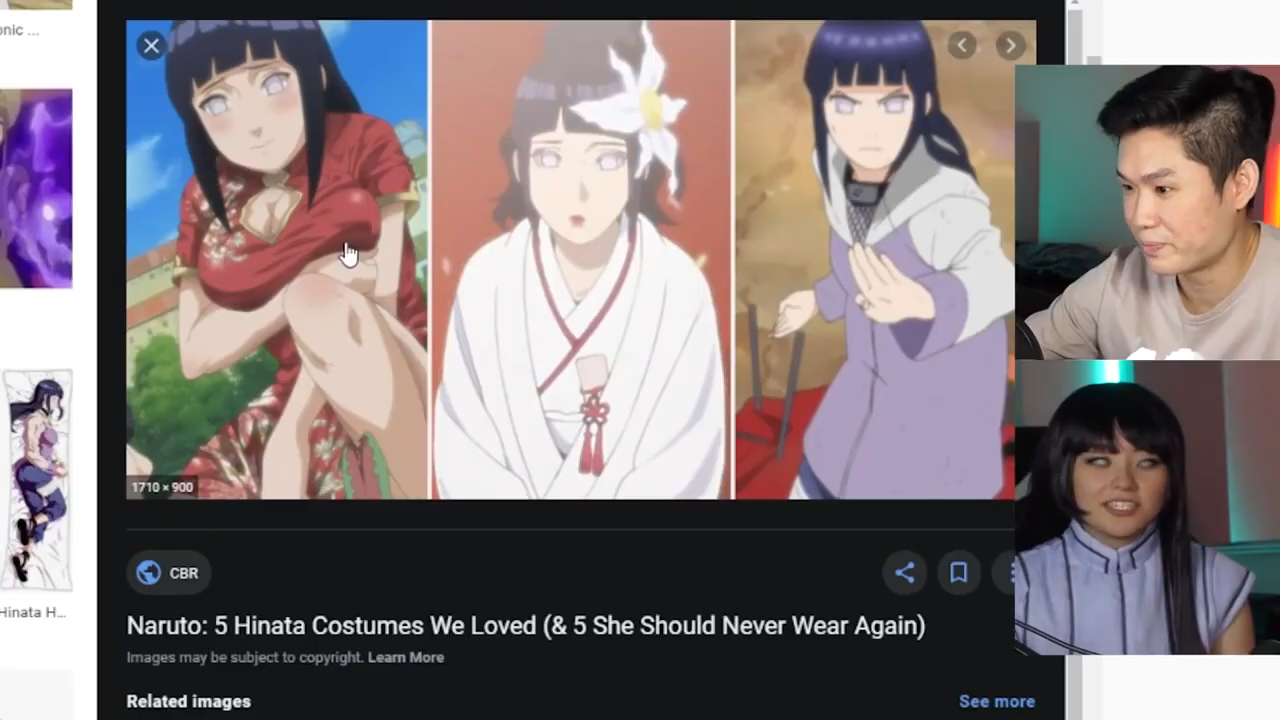 onic ...
1710 × 900
Hinata H...
CBR
Naruto: 5 Hinata Costumes We Loved (& 5 She Should Never Wear Again)
Images may be subject to copyright. Learn More
Related images
See more